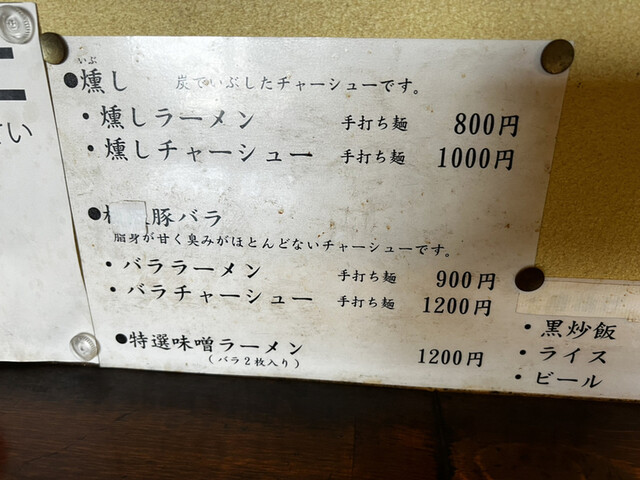 いぶ
●燻し 炭でいぶしたチャーシューです。
・燻しラーメン 手打ち麺 800円
・燻しチャーシュー 手打ち麺 1000円
● 豚バラ
脂身が甘く臭みがほとんどないチャーシューです。
・バララーメン 手打ち麺 900円
・バラチャーシュー 手打ち麺 1200円
●特選味噌ラーメン 1200円
(バラ2枚入り)
・黒炒飯
・ライス
・ビール
さい